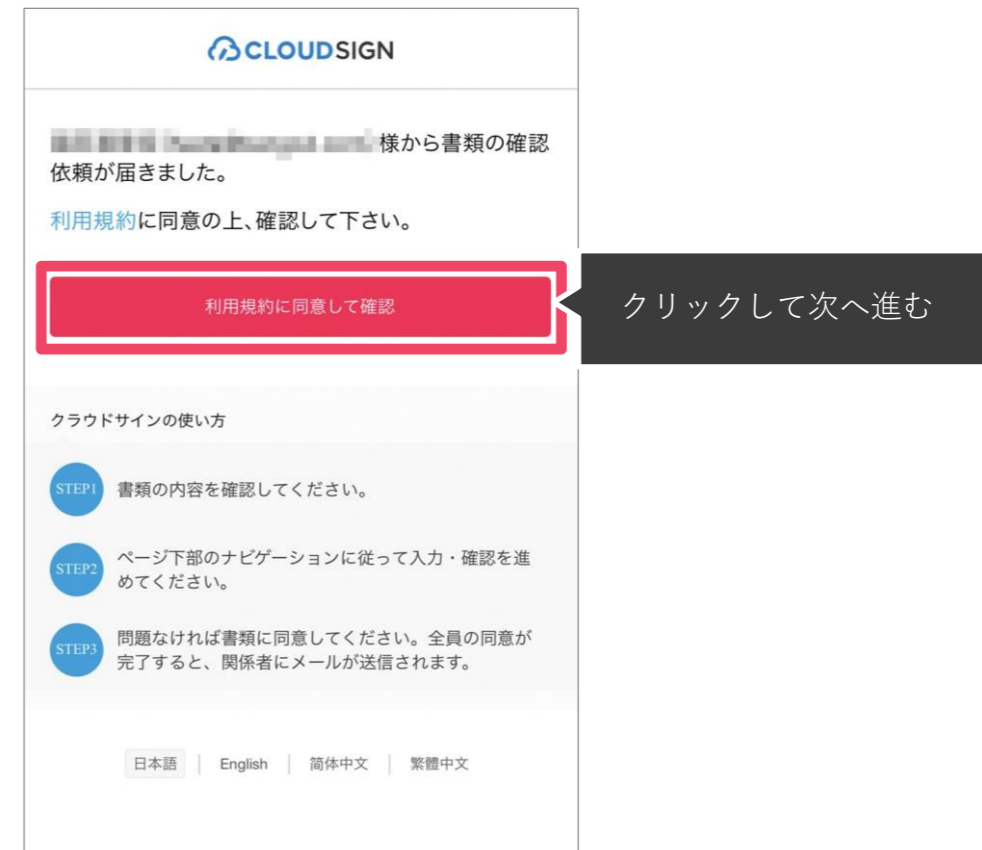 CLOUDSIGN
様から書類の確認
依頼が届きました。
利用規約に同意の上、確認して下さい。
利用規約に同意して確認
クリックして次へ進む
クラウドサインの使い方
STEP1 書類の内容を確認してください。
STEP2 ページ下部のナビゲーションに従って入力・確認を進
めてください。
STEP3 問題なければ書類に同意してください。全員の同意が
完了すると、関係者にメールが送信されます。
日本語 | English | 简体中文 | 繁體中文